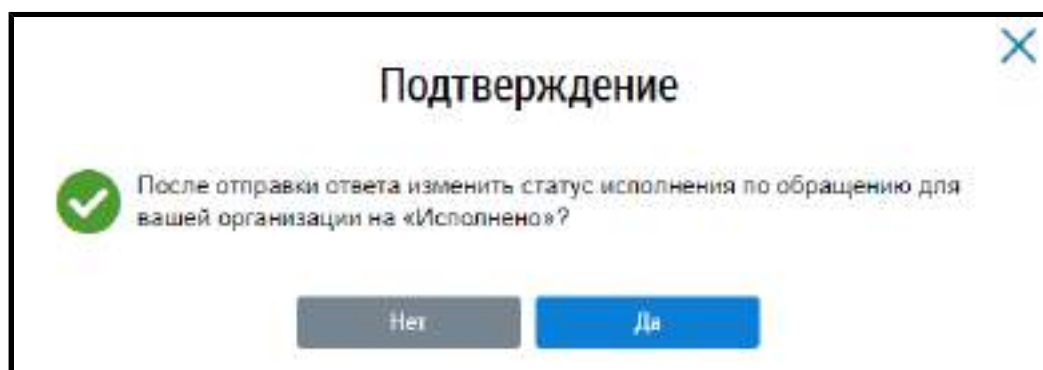 Подтверждение
После отправки ответа изменить статус исполнения по обращению для
вашей организации на «Исполнено»?
Нет
Да